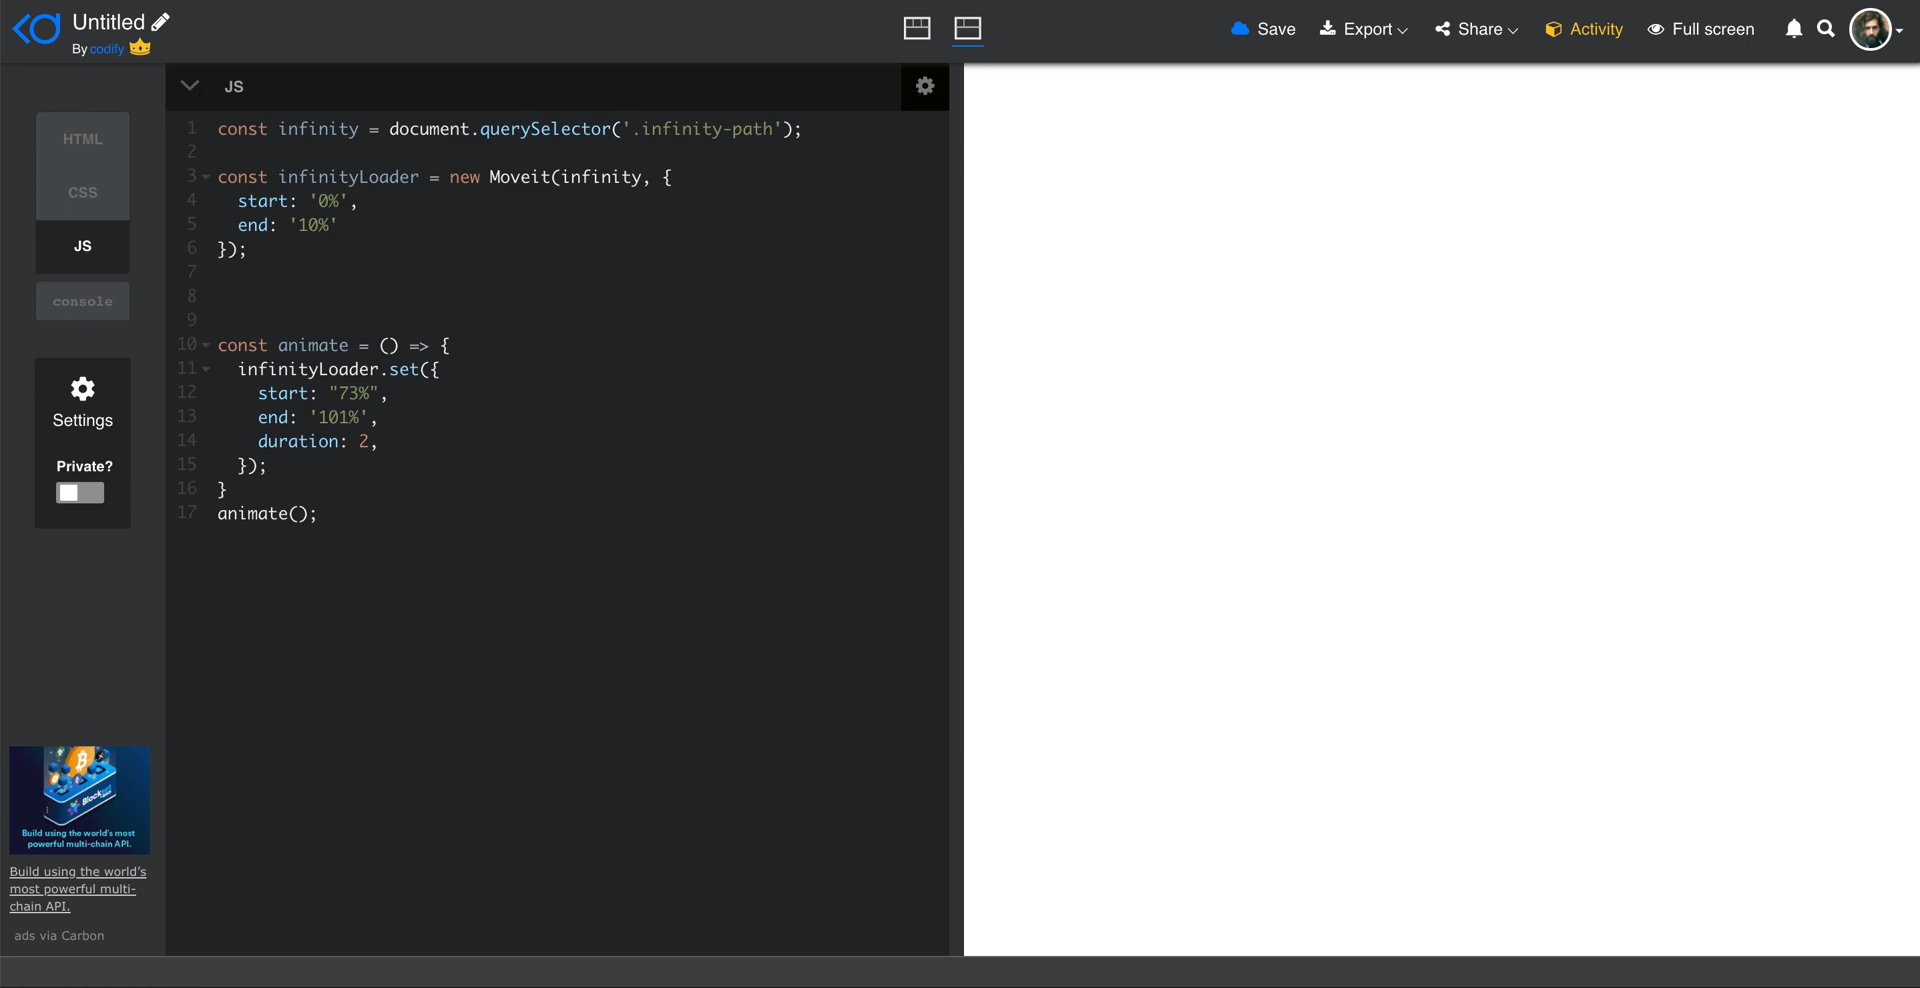 Untitled
By codify
Save
Export
Share
Activity
Full screen
HTML
CSS
JS
console
Settings
Private?
JS
1 const infinity = document.querySelector('.infinity-path');
2
3 const infinityLoader = new Moveit(infinity, {
4 start: '0%',
5 end: '10%'
6 });
7
8
9
10 const animate = () => {
11 infinityLoader.set({
12 start: "73%",
13 end: '101%',
14 duration: 2,
15 });
16 }
17 animate();
Build using the world's most
powerful multi-chain API.
Build using the world's
most powerful multi-
chain API.
ads via Carbon